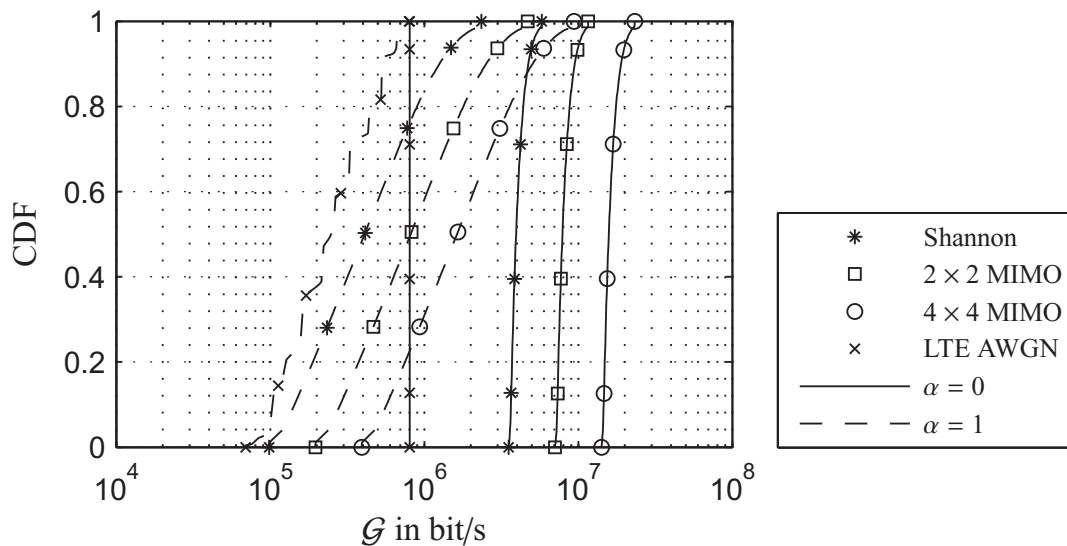 1
0.8
0.6
0.4
0.2
0
CDF
10^4
10^5
10^6
10^7
10^8
𝒢 in bit/s
Shannon
2 × 2 MIMO
4 × 4 MIMO
LTE AWGN
α = 0
α = 1